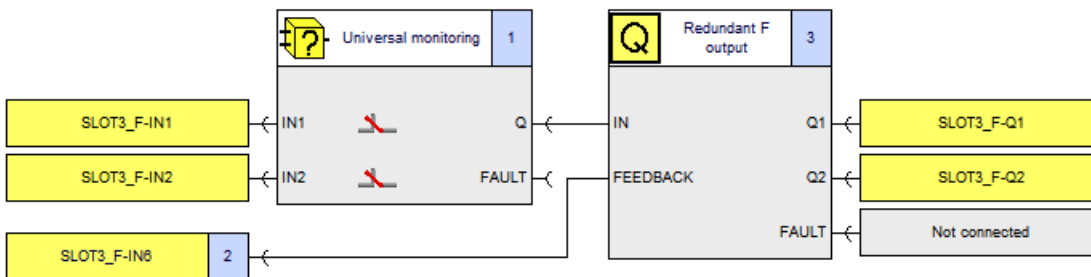 ?
Universal monitoring
1
Q
Redundant F
output
3
SLOT3_F-IN1
IN1
Q
IN
Q1
SLOT3_F-Q1
SLOT3_F-IN2
IN2
FAULT
FEEDBACK
Q2
SLOT3_F-Q2
FAULT
Not connected
SLOT3_F-IN6
2